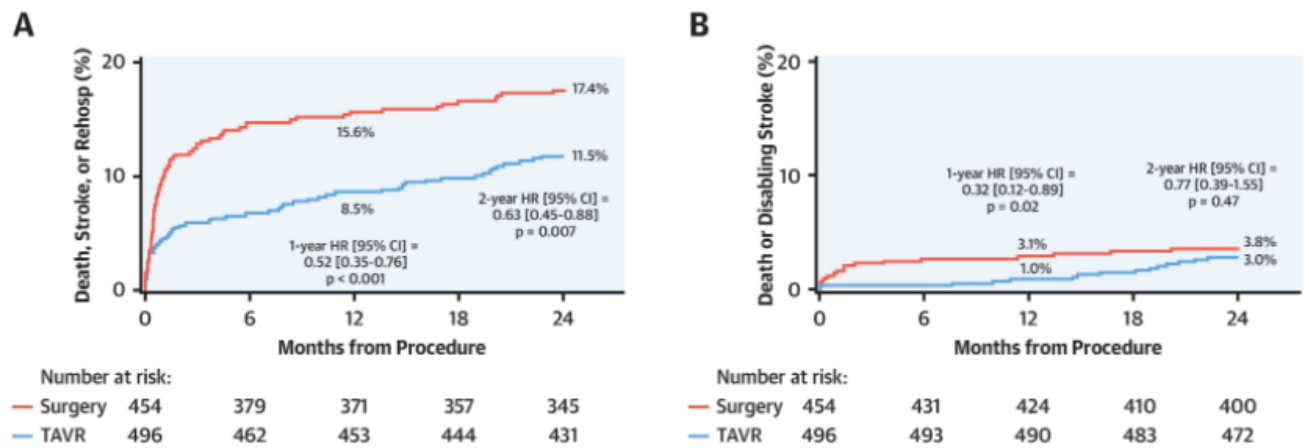 A
Death, Stroke, or Rehosp (%)
20
10
0
17.4%
15.6%
11.5%
8.5%
2-year HR [95% CI] =
0.63 [0.45-0.88]
p = 0.007
1-year HR [95% CI] =
0.52 [0.35-0.76]
p < 0.001
0 6 12 18 24
Months from Procedure
Number at risk:
Surgery 454 379 371 357 345
TAVR 496 462 453 444 431
B
Death or Disabling Stroke (%)
20
10
0
1-year HR [95% CI] =
0.32 [0.12-0.89]
p = 0.02
2-year HR [95% CI] =
0.77 [0.39-1.55]
p = 0.47
3.1%
3.8%
1.0%
3.0%
0 6 12 18 24
Months from Procedure
Number at risk:
Surgery 454 431 424 410 400
TAVR 496 493 490 483 472